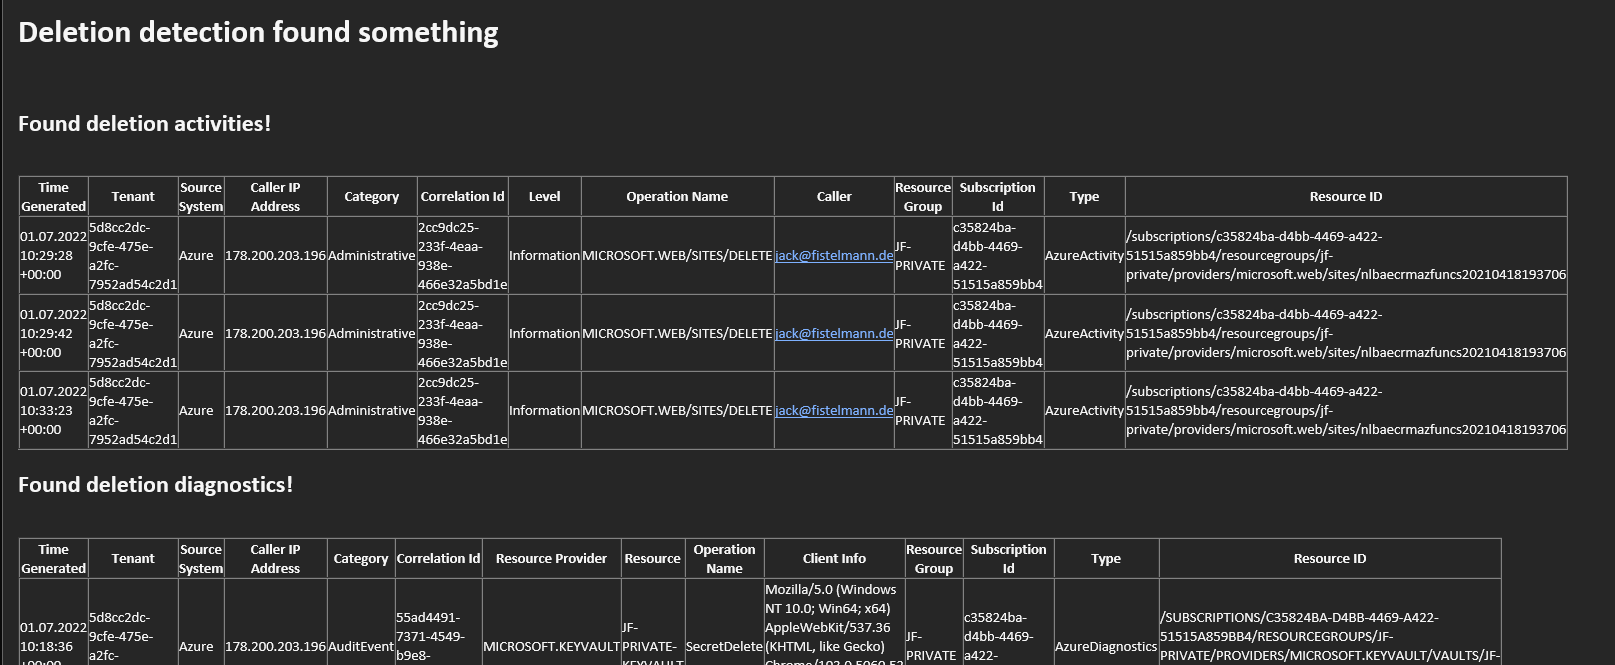 Deletion detection found something
Found deletion activities!
Time Generated Tenant Source System Caller IP Address Category Correlation Id Level Operation Name Caller Resource Group Subscription Id Type Resource ID
01.07.2022 10:29:28 +00:00 5d8cc2dc-9cfe-475e-a2fc-7952ad54c2d1 Azure 178.200.203.196 Administrative 2cc9dc25-233f-4eaa-938e-466e32a5bd1e Information MICROSOFT.WEB/SITES/DELETE jack@fistelmann.de JF-PRIVATE c35824ba-d4bb-4469-a422-51515a859bb4 AzureActivity /subscriptions/c35824ba-d4bb-4469-a422-51515a859bb4/resourcegroups/jf-private/providers/microsoft.web/sites/nlbaecrmazfuncs20210418193706
01.07.2022 10:29:42 +00:00 5d8cc2dc-9cfe-475e-a2fc-7952ad54c2d1 Azure 178.200.203.196 Administrative 2cc9dc25-233f-4eaa-938e-466e32a5bd1e Information MICROSOFT.WEB/SITES/DELETE jack@fistelmann.de JF-PRIVATE c35824ba-d4bb-4469-a422-51515a859bb4 AzureActivity /subscriptions/c35824ba-d4bb-4469-a422-51515a859bb4/resourcegroups/jf-private/providers/microsoft.web/sites/nlbaecrmazfuncs20210418193706
01.07.2022 10:33:23 +00:00 5d8cc2dc-9cfe-475e-a2fc-7952ad54c2d1 Azure 178.200.203.196 Administrative 2cc9dc25-233f-4eaa-938e-466e32a5bd1e Information MICROSOFT.WEB/SITES/DELETE jack@fistelmann.de JF-PRIVATE c35824ba-d4bb-4469-a422-51515a859bb4 AzureActivity /subscriptions/c35824ba-d4bb-4469-a422-51515a859bb4/resourcegroups/jf-private/providers/microsoft.web/sites/nlbaecrmazfuncs20210418193706
Found deletion diagnostics!
Time Generated Tenant Source System Caller IP Address Category Correlation Id Resource Provider Resource Operation Name Client Info Resource Group Subscription Id Type Resource ID
01.07.2022 10:18:36 5d8cc2dc-9cfe-475e-a2fc- Azure 178.200.203.196 AuditEvent 55ad4491-7371-4549-b9e8- MICROSOFT.KEYVAULT JF-PRIVATE- SecretDelete Mozilla/5.0 (Windows NT 10.0; Win64; x64) AppleWebKit/537.36 (KHTML, like Gecko) JF-PRIVATE c35824ba-d4bb-4469-a422- AzureDiagnostics /SUBSCRIPTIONS/C35824BA-D4BB-4469-A422-51515A859BB4/RESOURCEGROUPS/JF-PRIVATE/PROVIDERS/MICROSOFT.KEYVAULT/VAULTS/JF-